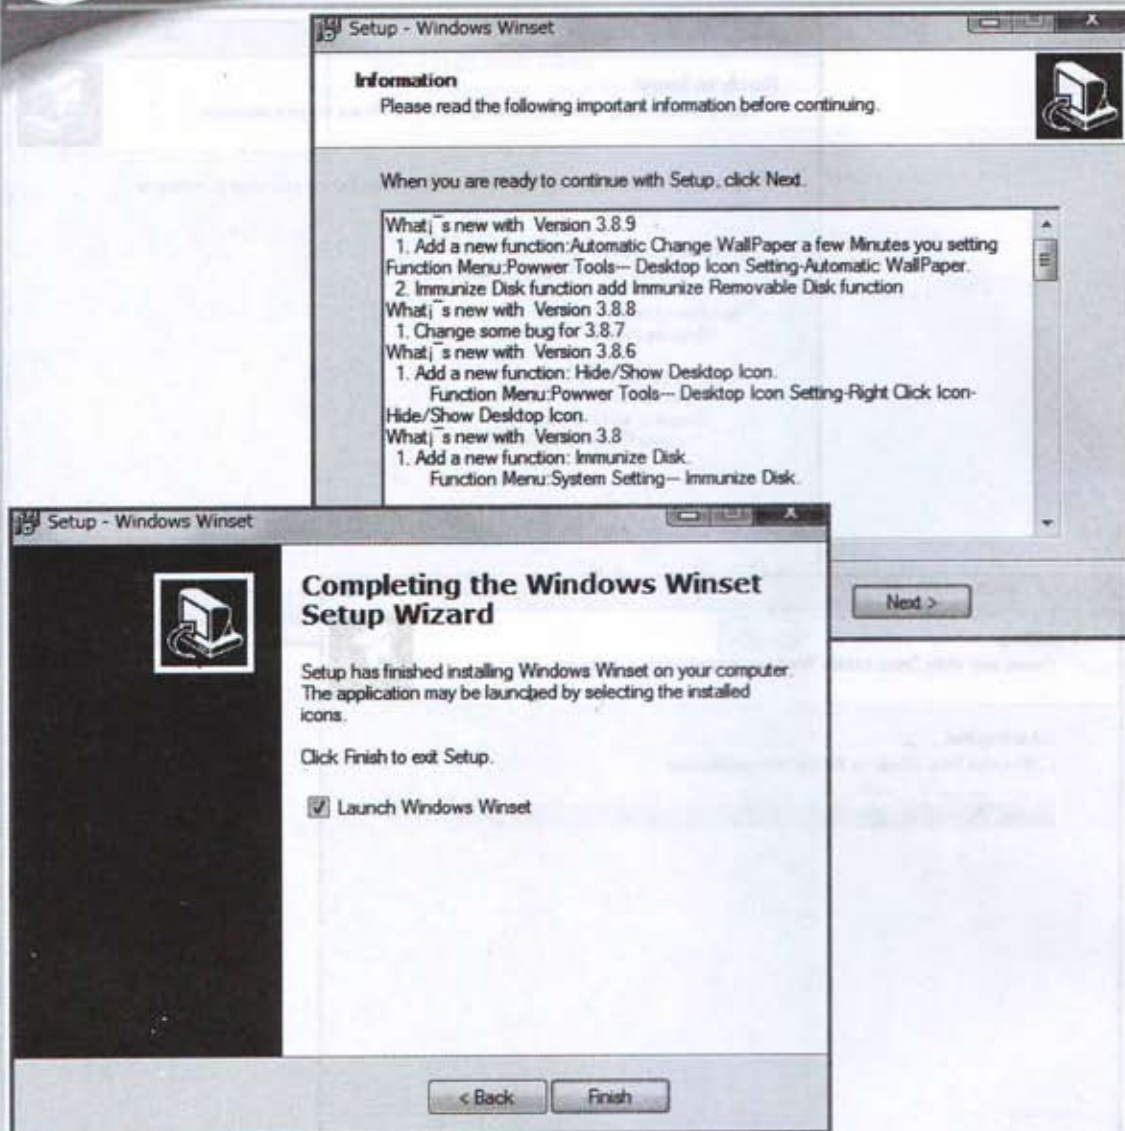 Setup - Windows Winset
Information
Please read the following important information before continuing.
When you are ready to continue with Setup, click Next.
What¡¯s new with Version 3.8.9
1. Add a new function:Automatic Change WallPaper a few Minutes you setting
Function Menu:Powwer Tools--- Desktop Icon Setting-Automatic WallPaper.
2. Immunize Disk function add Immunize Removable Disk function
What¡¯s new with Version 3.8.8
1. Change some bug for 3.8.7
What¡¯s new with Version 3.8.6
1. Add a new function: Hide/Show Desktop Icon.
Function Menu:Powwer Tools--- Desktop Icon Setting-Right Click Icon-
Hide/Show Desktop Icon.
What¡¯s new with Version 3.8
1. Add a new function: Immunize Disk.
Function Menu:System Setting--- Immunize Disk.
Next >
Setup - Windows Winset
Completing the Windows Winset
Setup Wizard
Setup has finished installing Windows Winset on your computer.
The application may be launched by selecting the installed
icons.
Click Finish to exit Setup.
Launch Windows Winset
< Back
Finish